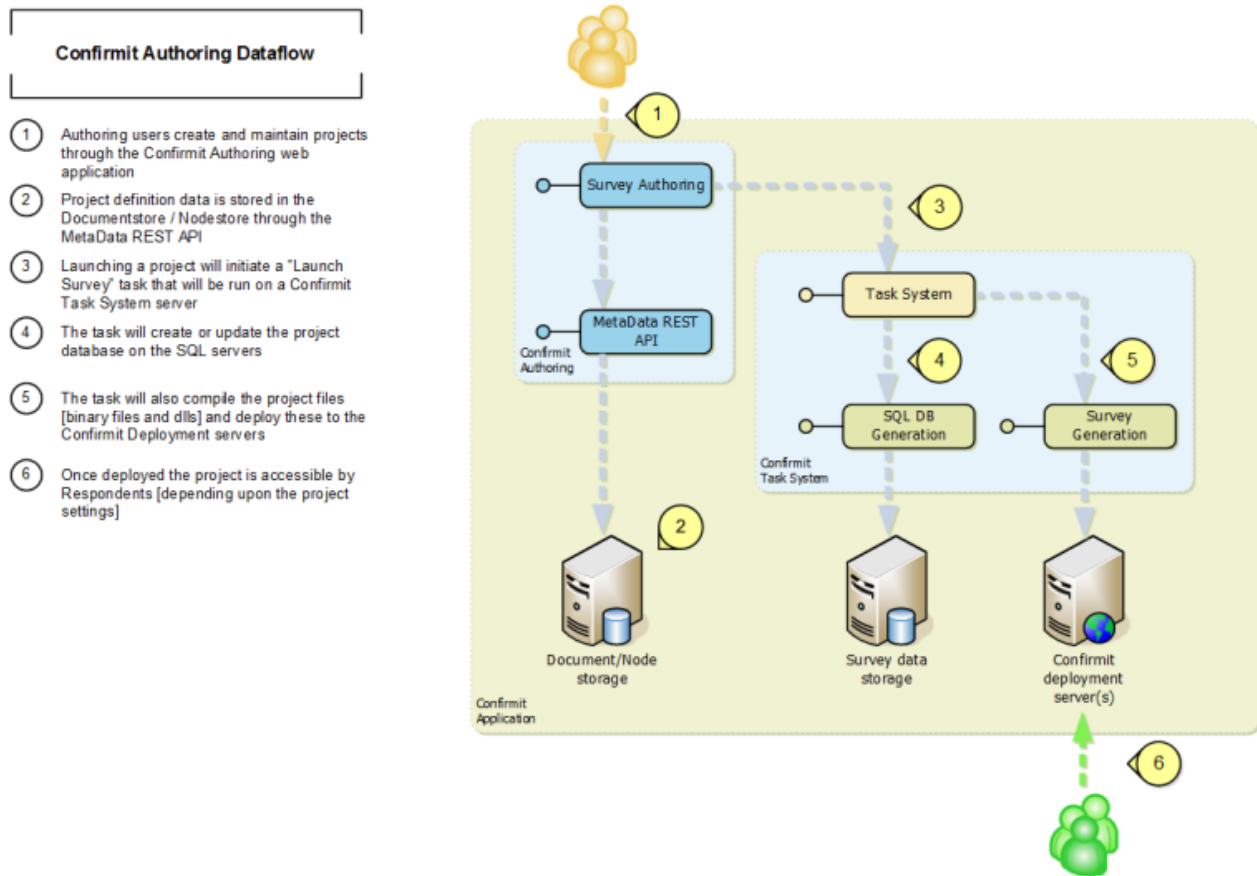 Confirmit Authoring Dataflow
1
Authoring users create and maintain projects
through the Confirmit Authoring web
application
2
Project definition data is stored in the
Documentstore / Nodestore through the
MetaData REST API
3
Launching a project will initiate a "Launch
Survey" task that will be run on a Confirmit
Task System server
4
The task will create or update the project
database on the SQL servers
5
The task will also compile the project files
[binary files and dlls] and deploy these to the
Confirmit Deployment servers
6
Once deployed the project is accessible by
Respondents [depending upon the project
settings]
1
Survey Authoring
3
Task System
MetaData REST
API
Confirmit
Authoring
4
5
SQL DB
Generation
Survey
Generation
Confirmit
Task System
2
Document/Node
storage
Survey data
storage
Confirmit
deployment
server(s)
Confirmit
Application
6